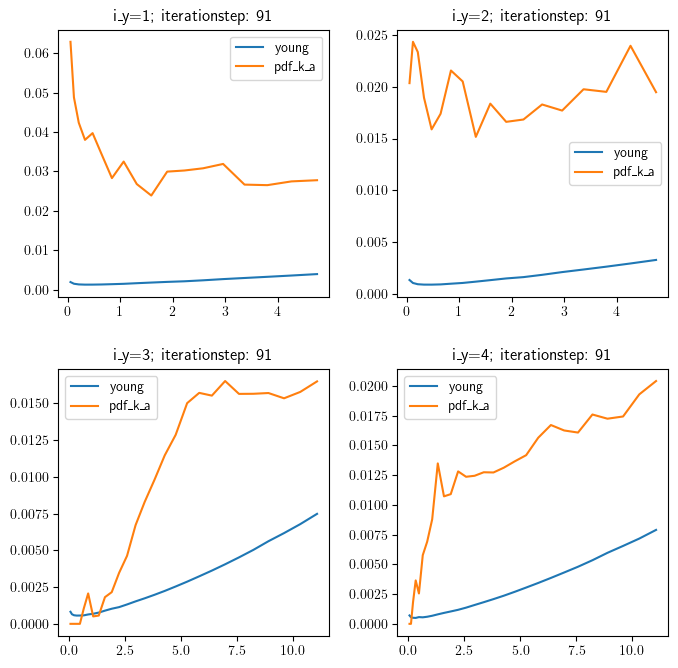 i_y=1; iterationstep: 91
0.06
0.05
0.04
0.03
0.02
0.01
0.00
young
pdf_k_a
0 1 2 3 4
i_y=2; iterationstep: 91
0.025
0.020
0.015
0.010
0.005
0.000
young
pdf_k_a
0 1 2 3 4
i_y=3; iterationstep: 91
0.0150
0.0125
0.0100
0.0075
0.0050
0.0025
0.0000
young
pdf_k_a
0.0 2.5 5.0 7.5 10.0
i_y=4; iterationstep: 91
0.0200
0.0175
0.0150
0.0125
0.0100
0.0075
0.0050
0.0025
0.0000
young
pdf_k_a
0.0 2.5 5.0 7.5 10.0